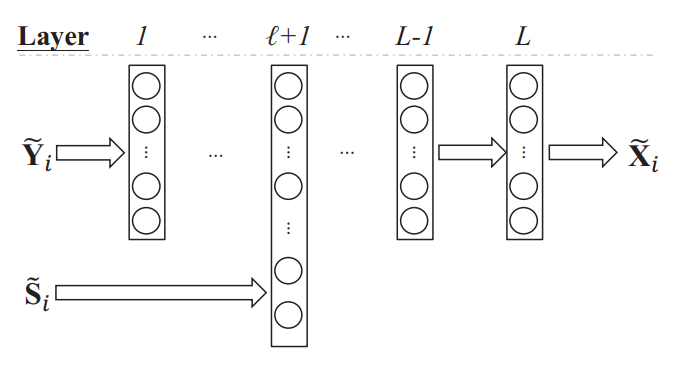 Layer 1 ... ℓ+1 ... L-1 L
Ỹi ... ...
S̃i
X̃i